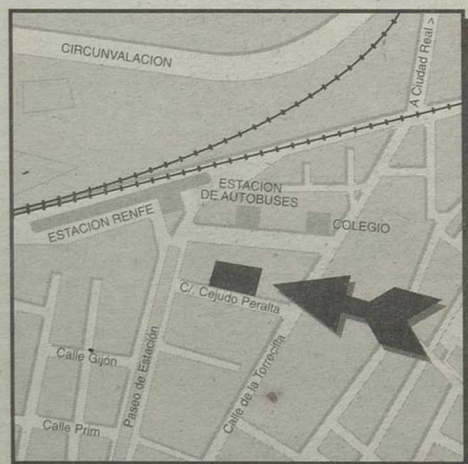 CIRCUNVALACION
A Ciudad Real >
ESTACION
DE AUTOBUSES
ESTACION RENFE
COLEGIO
C/. Cejudo Peralta
Calle Gijón
Paseo de Estación
Calle de la Torrecilla
Calle Prim